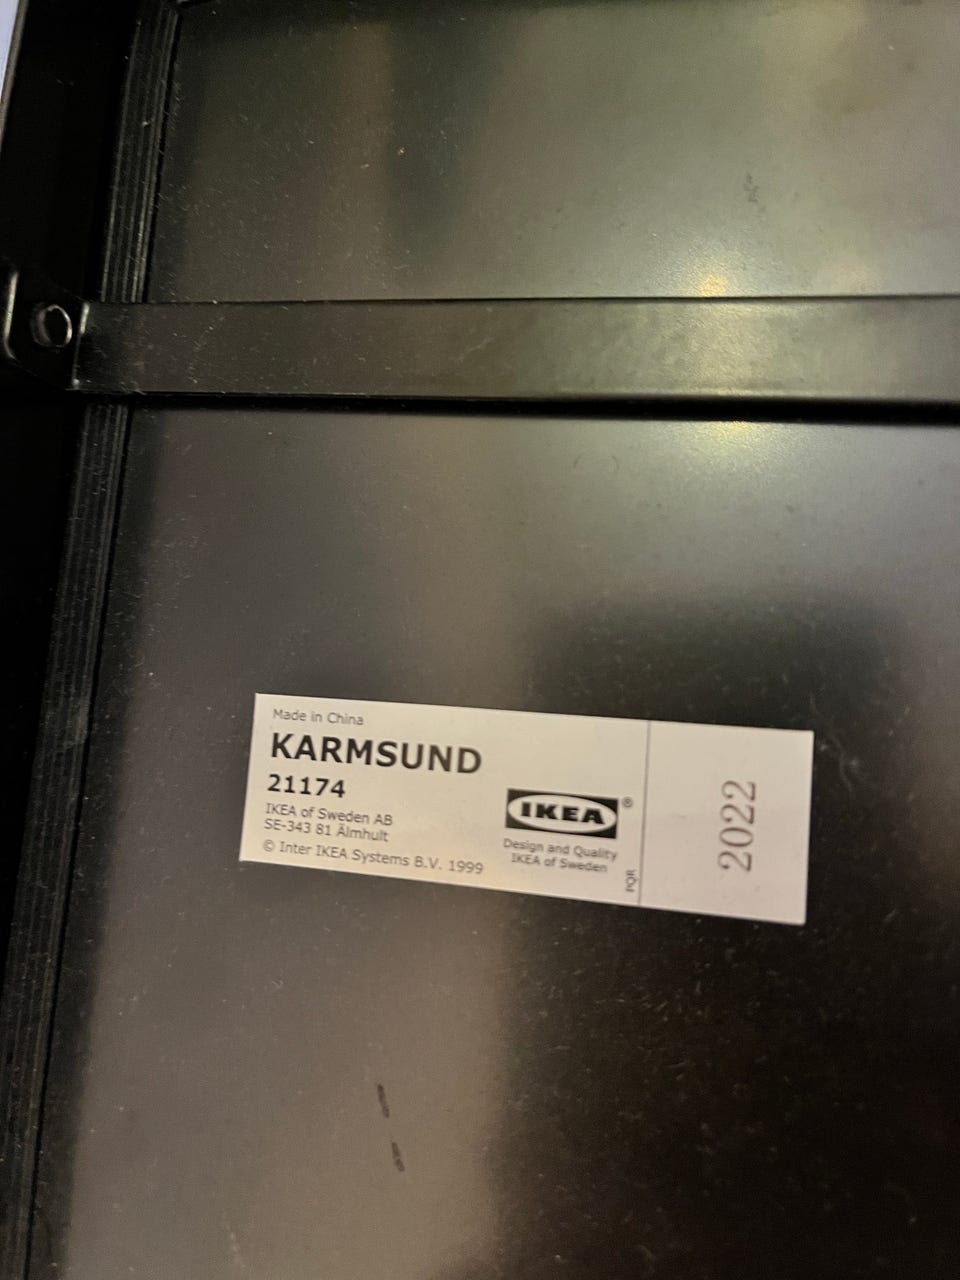 Made in China
KARMSUND
21174
IKEA of Sweden AB
SE-343 81 Älmhult
© Inter IKEA Systems B.V. 1999
IKEA®
Design and Quality
IKEA of Sweden
PQR
2022